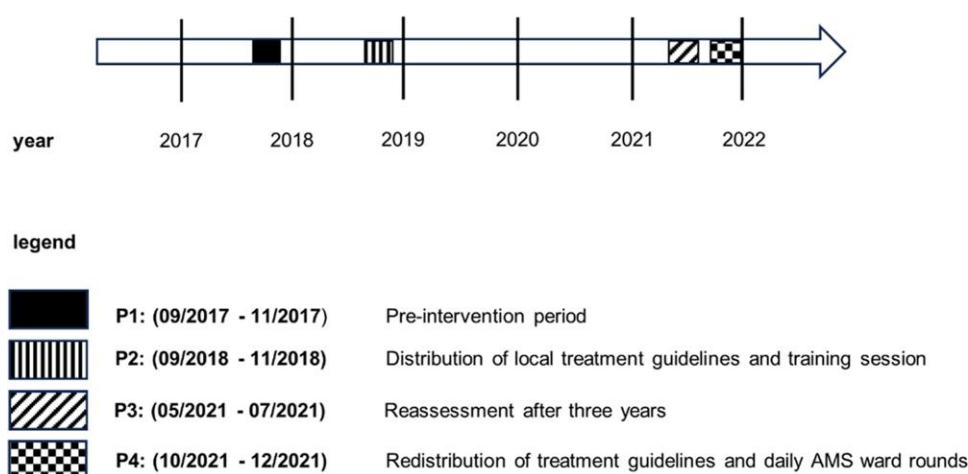 year 2017 2018 2019 2020 2021 2022
legend
P1: (09/2017 - 11/2017) Pre-intervention period
P2: (09/2018 - 11/2018) Distribution of local treatment guidelines and training session
P3: (05/2021 - 07/2021) Reassessment after three years
P4: (10/2021 - 12/2021) Redistribution of treatment guidelines and daily AMS ward rounds